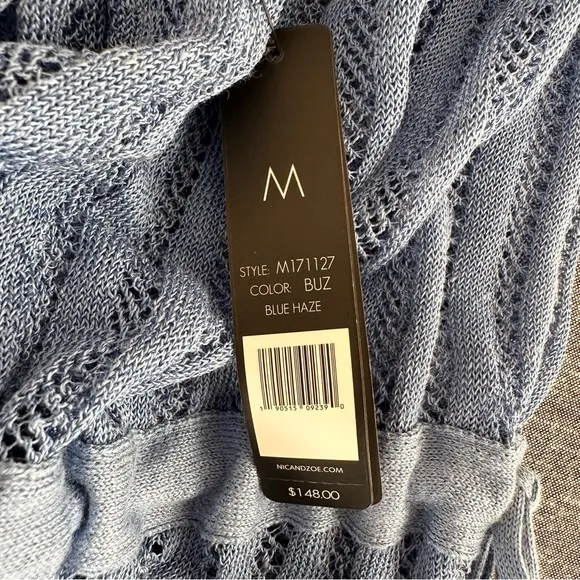 M
STYLE: M171127
COLOR: BUZ
BLUE HAZE
1 90515 09239 0
NICANDZOE.COM
$148.00